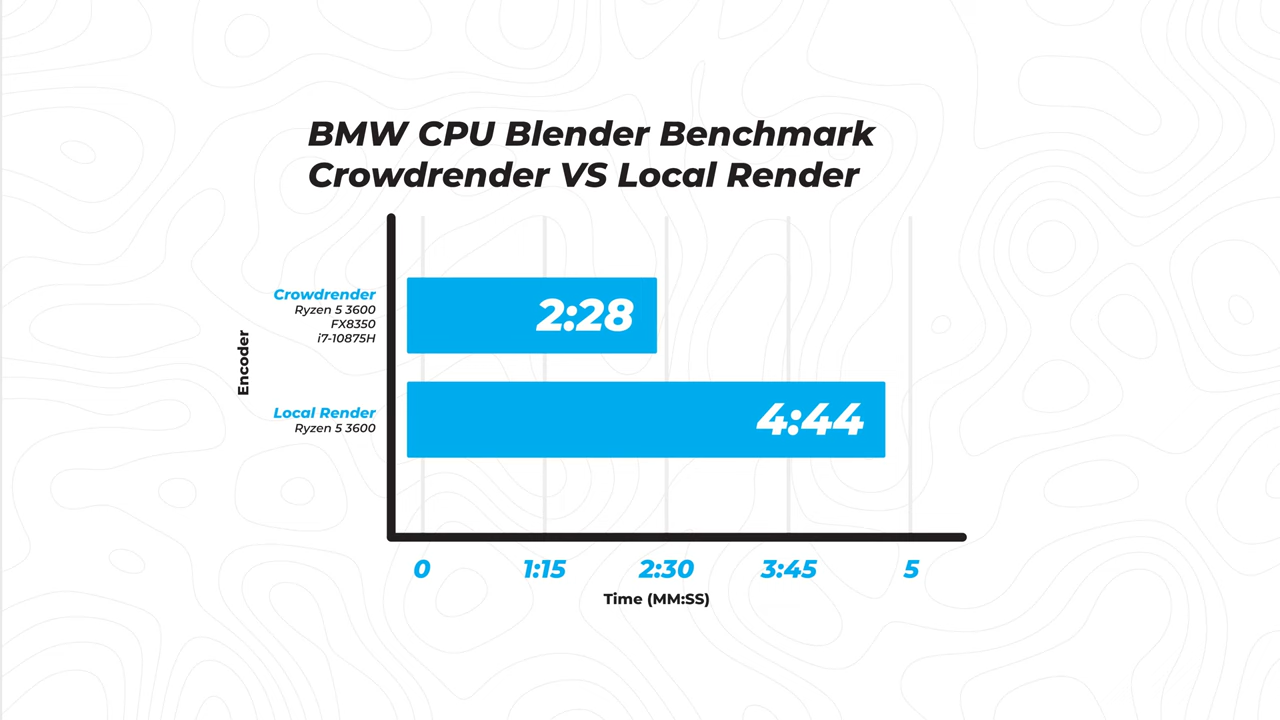 BMW CPU Blender Benchmark
Crowdrender VS Local Render
Encoder
Crowdrender
Ryzen 5 3600
FX8350
i7-10875H
2:28
Local Render
Ryzen 5 3600
4:44
0 1:15 2:30 3:45 5
Time (MM:SS)